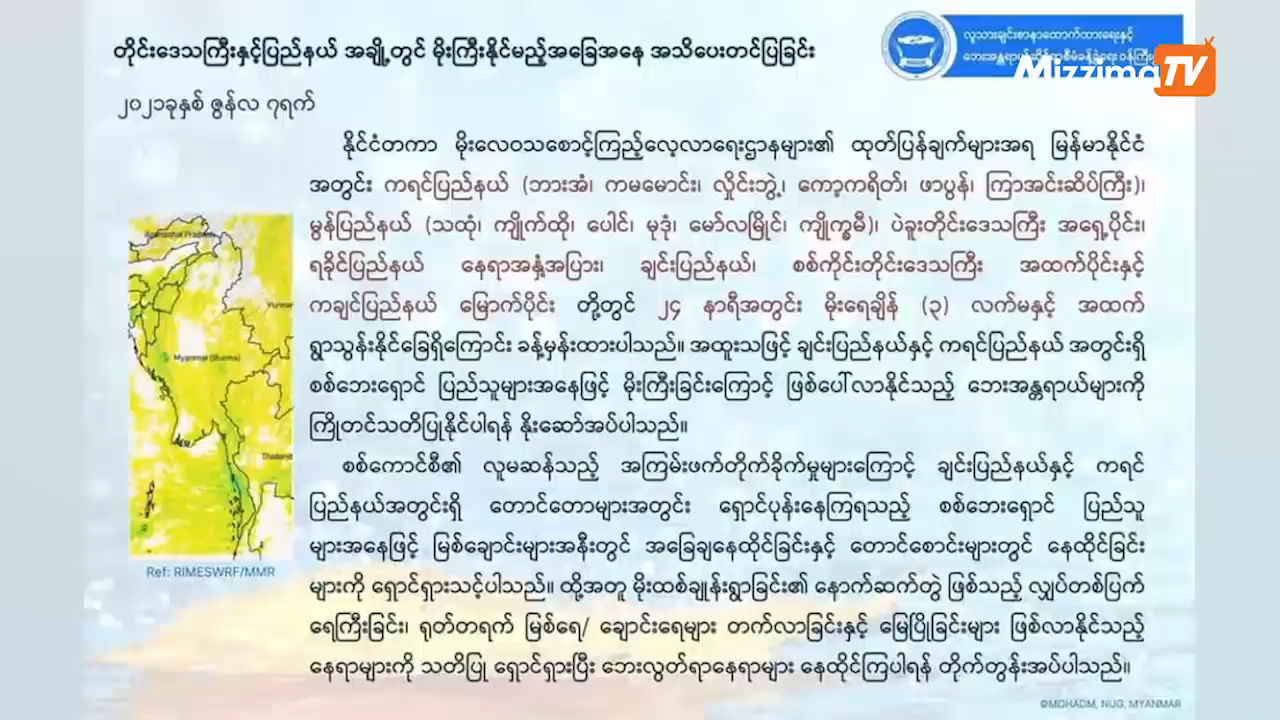 လူသားချင်းစာနာထောက်ထားရေးနှင့်
Mizzima TV
တိုင်းဒေသကြီးနှင့်ပြည်နယ် အချို့တွင် မိုးကြီးနိုင်မည့်အခြေအနေ အသိပေးတင်ပြခြင်း
၂၀၂၁ခုနှစ် ဇွန်လ ၇ရက်
နိုင်ငံတကာ မိုးလေဝသစောင့်ကြည့်လေ့လာရေးဌာနများ၏ ထုတ်ပြန်ချက်များအရ မြန်မာနိုင်ငံ
အတွင်း ကရင်ပြည်နယ် (ဘားအံ၊ ကမမောင်း၊ လှိုင်းဘွဲ့၊ ကော့ကရိတ်၊ ဖာပွန်၊ ကြာအင်းဆိပ်ကြီး)၊
မွန်ပြည်နယ် (သထုံ၊ ကျိုက်ထို၊ ပေါင်၊ မုဒုံ၊ မော်လမြိုင်၊ ကျိုက္ခမီ)၊ ပဲခူးတိုင်းဒေသကြီး အရှေ့ပိုင်း၊
ရခိုင်ပြည်နယ် နေရာအနှံ့အပြား၊ ချင်းပြည်နယ်၊ စစ်ကိုင်းတိုင်းဒေသကြီး အထက်ပိုင်းနှင့်
ကချင်ပြည်နယ် မြောက်ပိုင်း တို့တွင် ၂၄ နာရီအတွင်း မိုးရေချိန် (၃) လက်မနှင့် အထက်
ရွာသွန်းနိုင်ခြေရှိကြောင်း ခန့်မှန်းထားပါသည်။ အထူးသဖြင့် ချင်းပြည်နယ်နှင့် ကရင်ပြည်နယ် အတွင်းရှိ
စစ်ဘေးရှောင် ပြည်သူများအနေဖြင့် မိုးကြီးခြင်းကြောင့် ဖြစ်ပေါ်လာနိုင်သည့် ဘေးအန္တရာယ်များကို
ကြိုတင်သတိပြုနိုင်ပါရန် နှိုးဆော်အပ်ပါသည်။
စစ်ကောင်စီ၏ လူမဆန်သည့် အကြမ်းဖက်တိုက်ခိုက်မှုများကြောင့် ချင်းပြည်နယ်နှင့် ကရင်
ပြည်နယ်အတွင်းရှိ တောင်တောများအတွင်း ရှောင်ပုန်းနေကြရသည့် စစ်ဘေးရှောင် ပြည်သူ
များအနေဖြင့် မြစ်ချောင်းများအနီးတွင် အခြေချနေထိုင်ခြင်းနှင့် တောင်စောင်းများတွင် နေထိုင်ခြင်း
များကို ရှောင်ရှားသင့်ပါသည်။ ထို့အတူ မိုးထစ်ချုန်းရွာခြင်း၏ နောက်ဆက်တွဲ ဖြစ်သည့် လျှပ်တစ်ပြက်
ရေကြီးခြင်း၊ ရုတ်တရက် မြစ်ရေ/ ချောင်းရေများ တက်လာခြင်းနှင့် မြေပြိုခြင်းများ ဖြစ်လာနိုင်သည့်
နေရာများကို သတိပြု ရှောင်ရှားပြီး ဘေးလွတ်ရာနေရာများ နေထိုင်ကြပါရန် တိုက်တွန်းအပ်ပါသည်။
Arunachal Pradesh
Yunnan
Myanmar (Burma)
Thailand
Ref: RIMESWRF/MMR
©MOHADM, NUG, MYANMAR